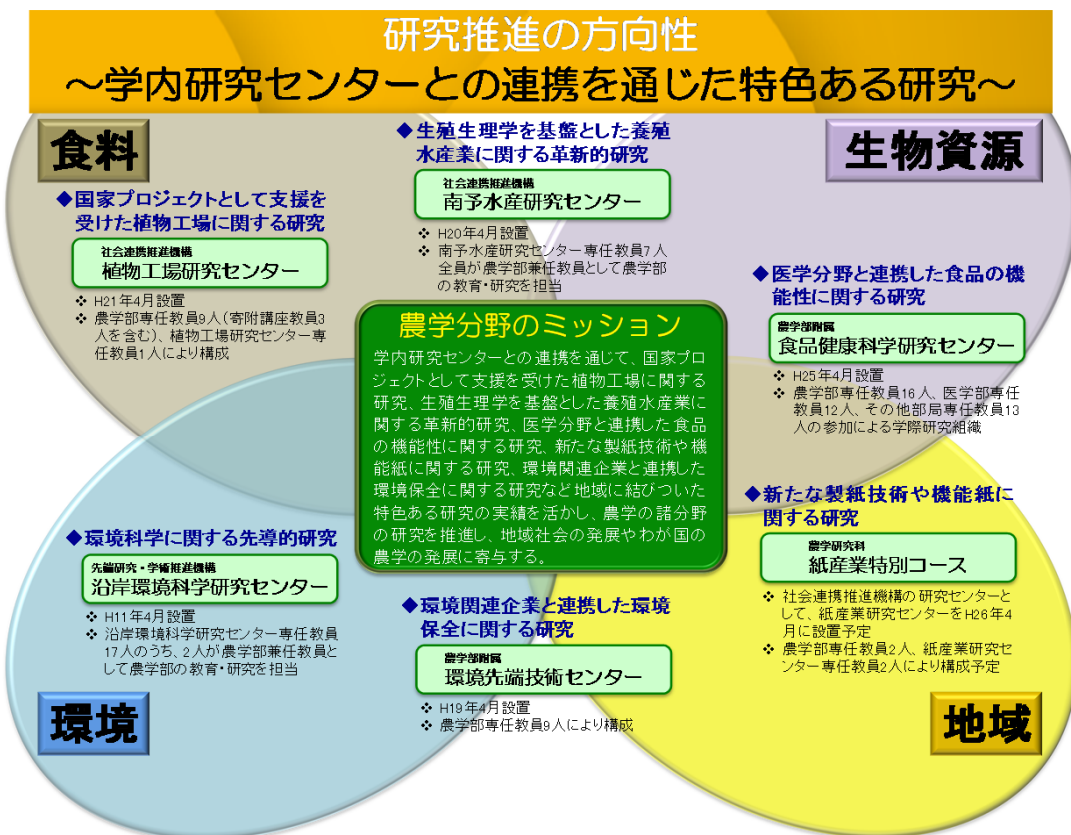 研究推進の方向性
～学内研究センターとの連携を通じた特色ある研究～
食料
◆国家プロジェクトとして支援を
受けた植物工場に関する研究
社会連携推進機構
植物工場研究センター
❖ H21年4月設置
❖ 農学部専任教員9人(寄附講座教員3
人を含む)、植物工場研究センター専
任教員1人により構成
◆生殖生理学を基盤とした養殖
水産業に関する革新的研究
社会連携推進機構
南予水産研究センター
❖ H20年4月設置
❖ 南予水産研究センター専任教員7人
全員が農学部兼任教員として農学部
の教育・研究を担当
生物資源
◆医学分野と連携した食品の機
能性に関する研究
農学部附属
食品健康科学研究センター
❖ H25年4月設置
❖ 農学部専任教員16人、医学部専任
教員12人、その他部局専任教員13
人の参加による学際研究組織
農学分野のミッション
学内研究センターとの連携を通じて、国家プロ
ジェクトとして支援を受けた植物工場に関する
研究、生殖生理学を基盤とした養殖水産業に
関する革新的研究、医学分野と連携した食品
の機能性に関する研究、新たな製紙技術や機
能紙に関する研究、環境関連企業と連携した
環境保全に関する研究など地域に結びついた
特色ある研究の実績を活かし、農学の諸分野
の研究を推進し、地域社会の発展やわが国の
農学の発展に寄与する。
◆環境科学に関する先導的研究
先端研究・学術推進機構
沿岸環境科学研究センター
❖ H11年4月設置
❖ 沿岸環境科学研究センター専任教員
17人のうち、2人が農学部兼任教員と
して農学部の教育・研究を担当
環境
◆環境関連企業と連携した環境
保全に関する研究
農学部附属
環境先端技術センター
❖ H19年4月設置
❖ 農学部専任教員9人により構成
◆新たな製紙技術や機能紙に
関する研究
農学研究科
紙産業特別コース
❖ 社会連携推進機構の研究センターと
して、紙産業研究センターをH26年4
月に設置予定
❖ 農学部専任教員2人、紙産業研究セ
ンター専任教員2人により構成予定
地域